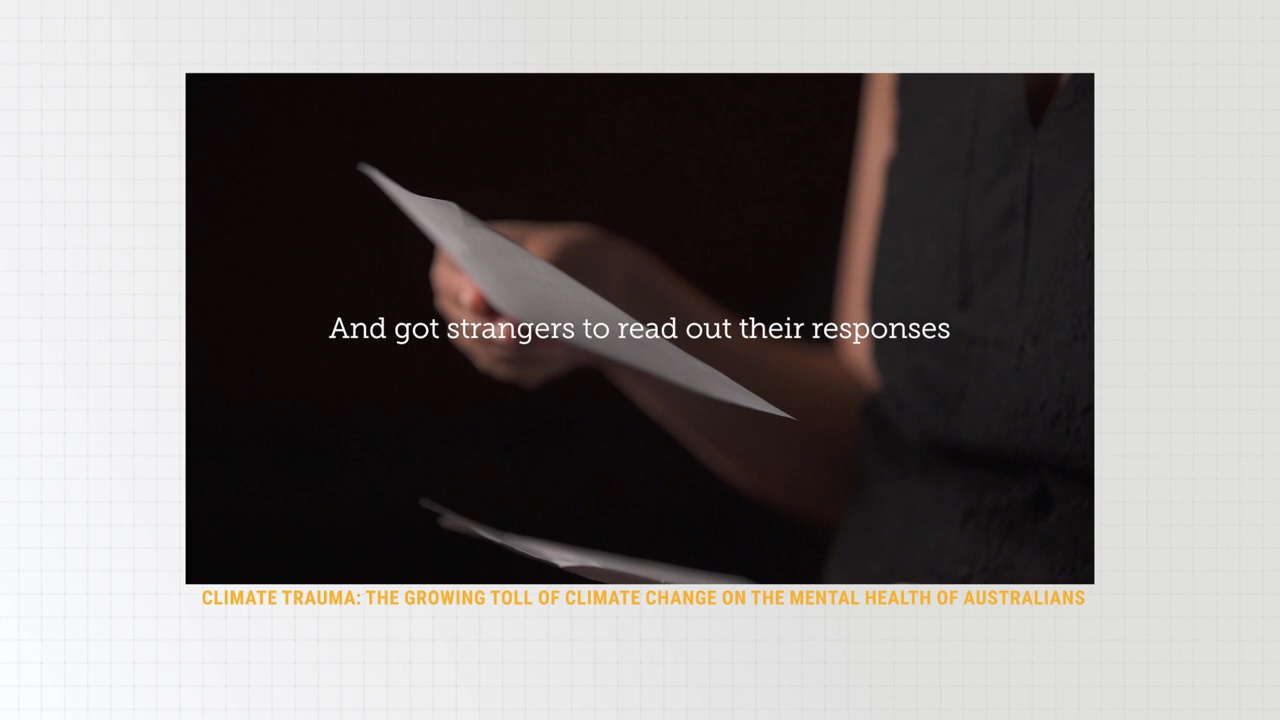 And got strangers to read out their responses
CLIMATE TRAUMA: THE GROWING TOLL OF CLIMATE CHANGE ON THE MENTAL HEALTH OF AUSTRALIANS